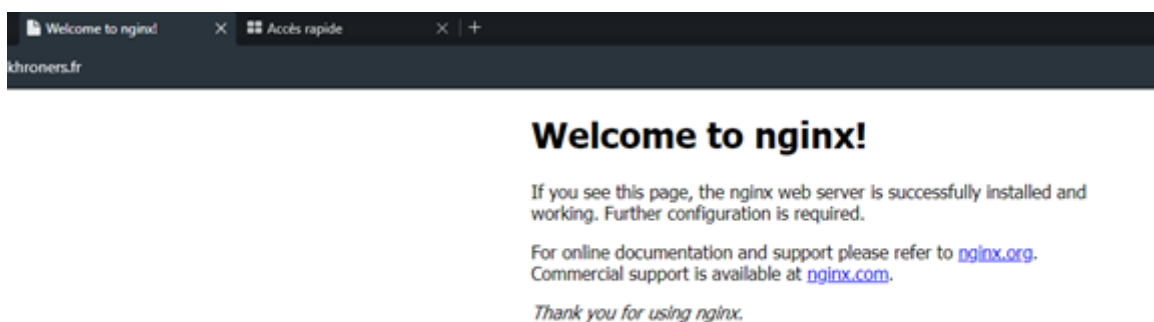 Welcome to nginx! Accès rapide
khroners.fr
Welcome to nginx!
If you see this page, the nginx web server is successfully installed and
working. Further configuration is required.
For online documentation and support please refer to nginx.org.
Commercial support is available at nginx.com.
Thank you for using nginx.